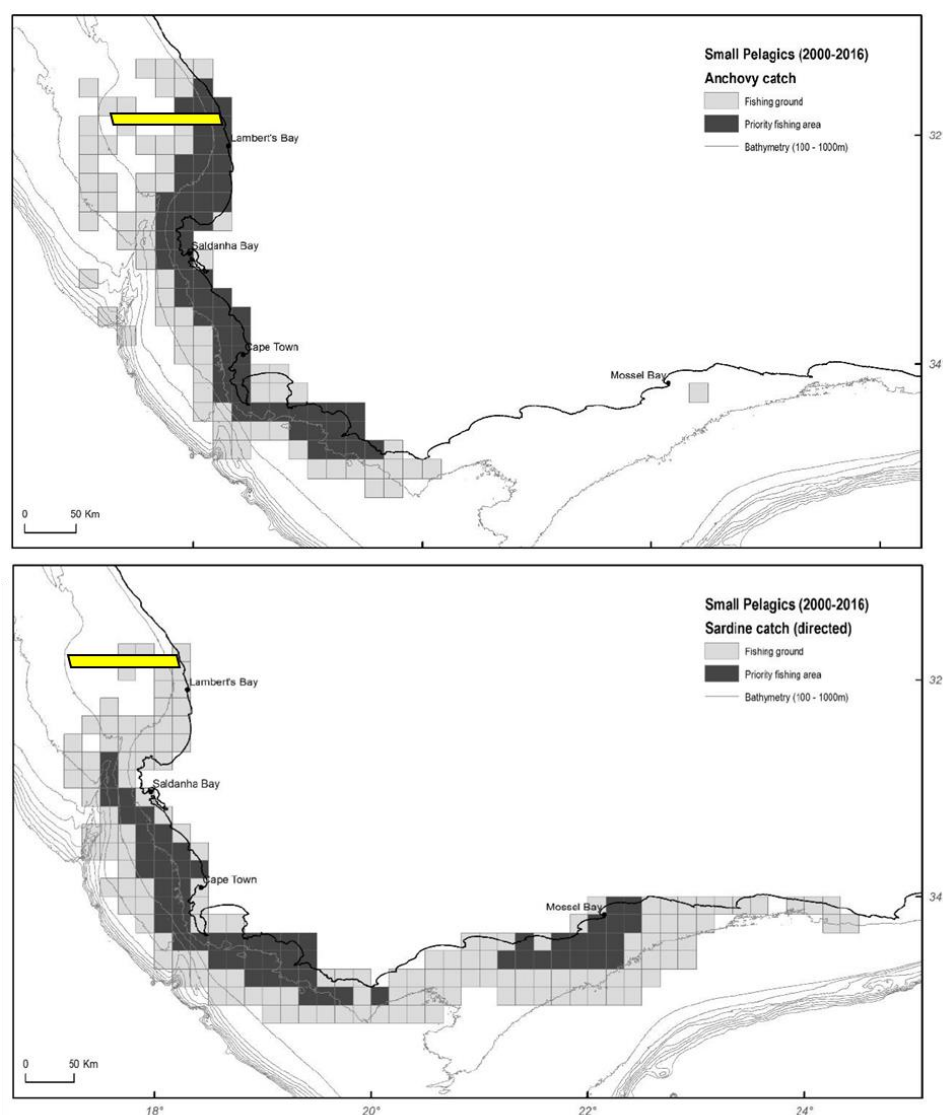 Small Pelagics (2000-2016)
Anchovy catch
Fishing ground
Priority fishing area
Bathymetry (100 - 1000m)
32
Lambert's Bay
Saldanha Bay
Cape Town
34
Mossel Bay
0 50 Km
Small Pelagics (2000-2016)
Sardine catch (directed)
Fishing ground
Priority fishing area
Bathymetry (100 - 1000m)
32
Lambert's Bay
Saldanha Bay
Cape Town
34
Mossel Bay
0 50 Km
18° 20° 22° 24°